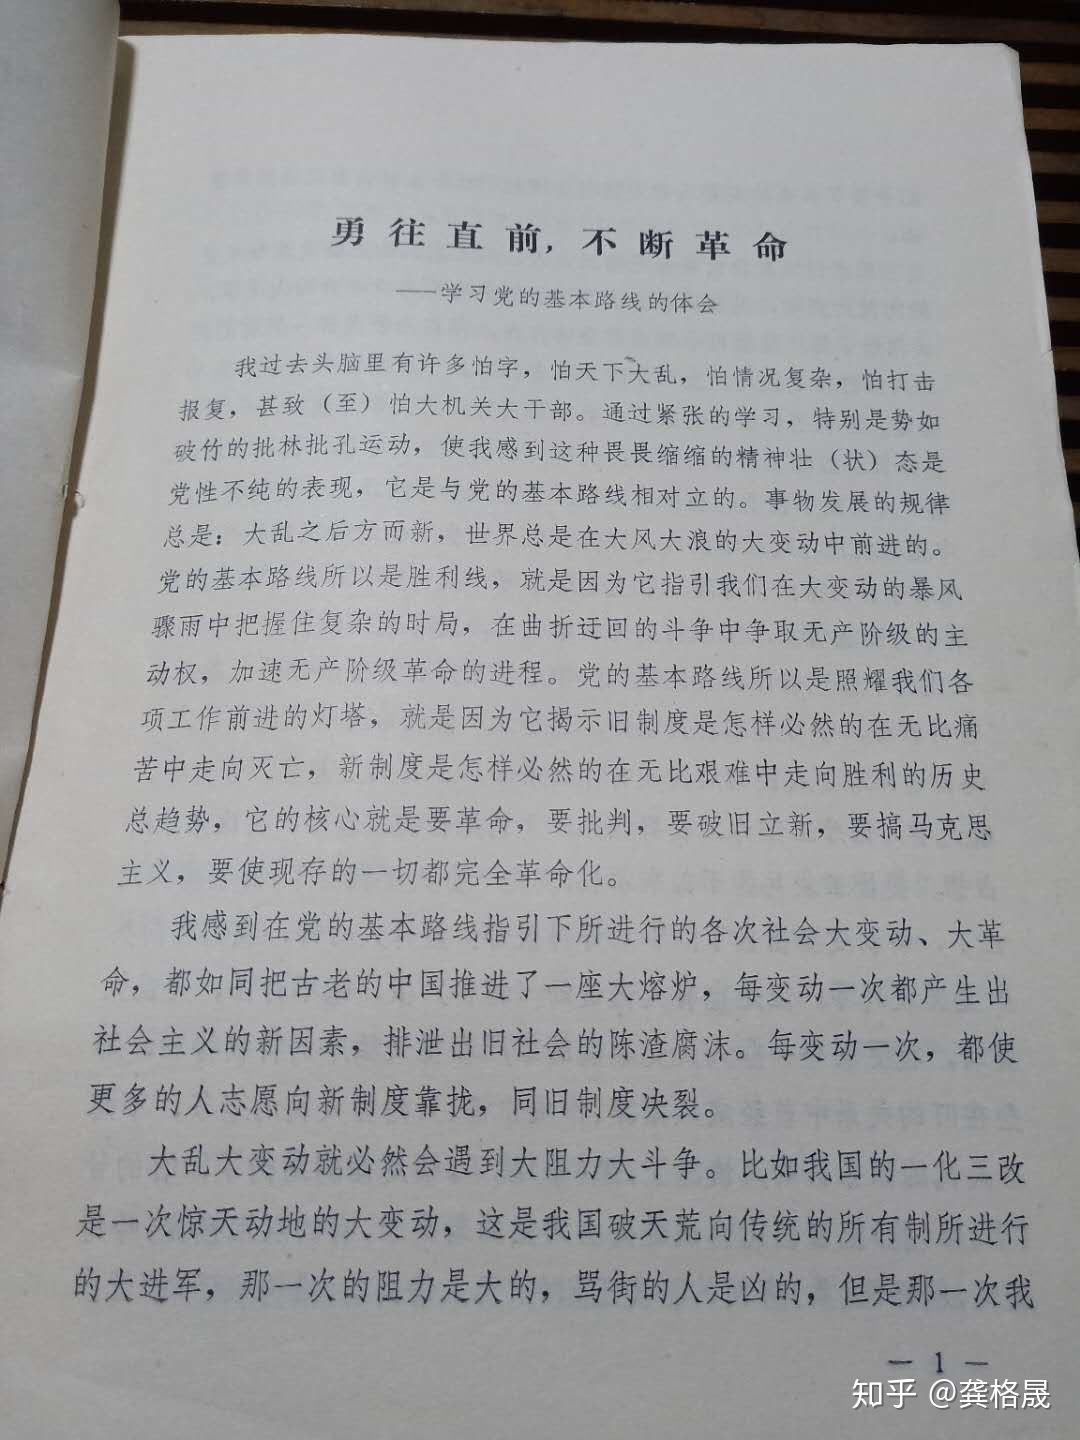 勇往直前，不断革命
——学习党的基本路线的体会
我过去头脑里有许多怕字，怕天下大乱，怕情况复杂，怕打击
报复，甚致（至）怕大机关大干部。通过紧张的学习，特别是势如
破竹的批林批孔运动，使我感到这种畏畏缩缩的精神壮（状）态是
党性不纯的表现，它是与党的基本路线相对立的。事物发展的规律
总是：大乱之后方而新，世界总是在大风大浪的大变动中前进的。
党的基本路线所以是胜利线，就是因为它指引我们在大变动的暴风
骤雨中把握住复杂的时局，在曲折迂回的斗争中争取无产阶级的主
动权，加速无产阶级革命的进程。党的基本路线所以是照耀我们各
项工作前进的灯塔，就是因为它揭示旧制度是怎样必然的在无比痛
苦中走向灭亡，新制度是怎样必然的在无比艰难中走向胜利的历史
总趋势，它的核心就是要革命，要批判，要破旧立新，要搞马克思
主义，要使现存的一切都完全革命化。
我感到在党的基本路线指引下所进行的各次社会大变动、大革
命，都如同把古老的中国推进了一座大熔炉，每变动一次都产生出
社会主义的新因素，排泄出旧社会的陈渣腐沫。每变动一次，都使
更多的人志愿向新制度靠拢，同旧制度决裂。
大乱大变动就必然会遇到大阻力大斗争。比如我国的一化三改
是一次惊天动地的大变动，这是我国破天荒向传统的所有制所进行
的大进军，那一次的阻力是大的，骂街的人是凶的，但是那一次我
— 1 —
知乎 @龚格晟